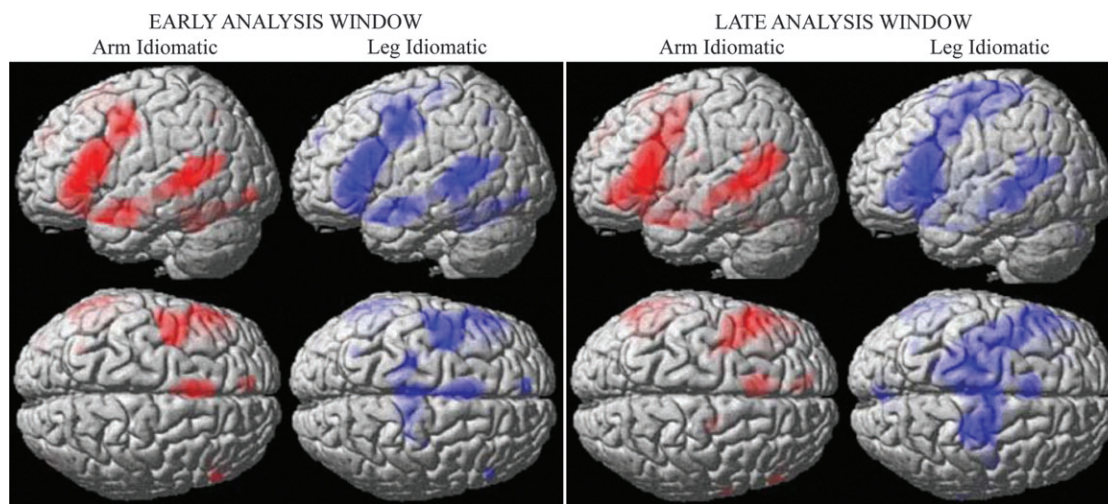 EARLY ANALYSIS WINDOW
Arm Idiomatic Leg Idiomatic
LATE ANALYSIS WINDOW
Arm Idiomatic Leg Idiomatic